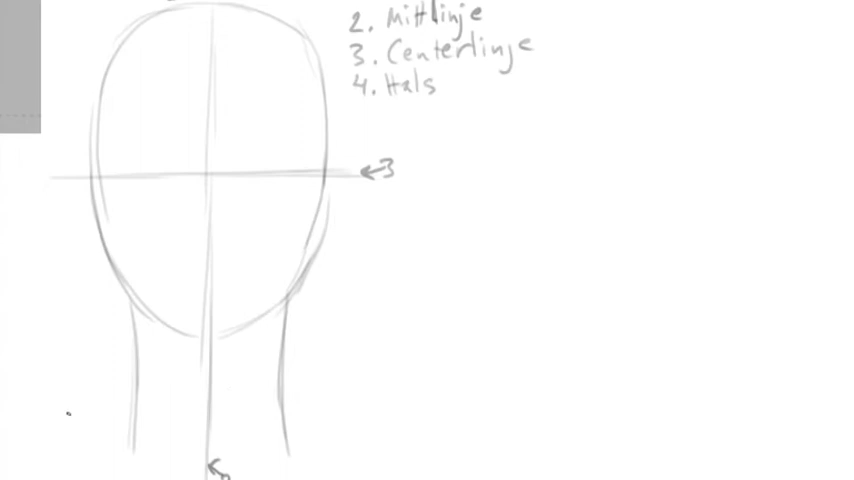 2. Mittlinje
3. Centerlinje
4. Hals
←3